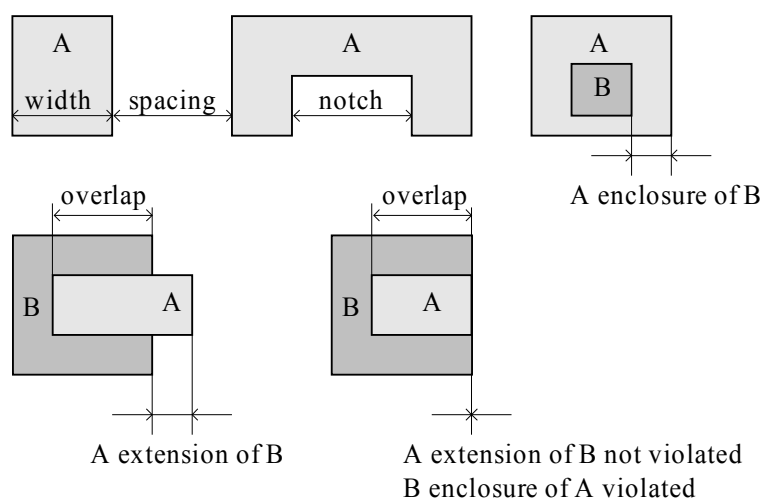 A
A
A
width
spacing
notch
B
A enclosure of B
overlap
overlap
B
A
B
A
A extension of B
A extension of B not violated
B enclosure of A violated